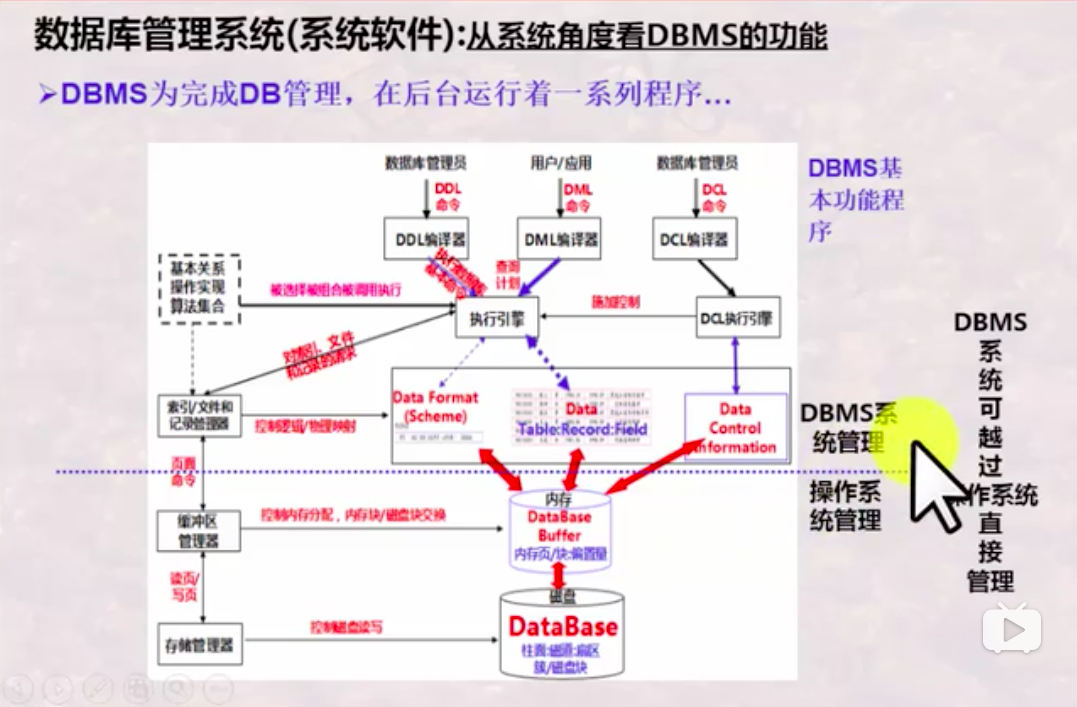 数据库管理系统(系统软件):从系统角度看DBMS的功能
➢DBMS为完成DB管理，在后台运行着一系列程序...
数据库管理员
用户/应用
数据库管理员
DBMS基
本功能程
序
DDL
命令
DML
命令
DCL
命令
DDL编译器
DML编译器
DCL编译器
基本关系
操作实现
算法集合
被选择被组合被调用执行
执行数据库
基本命令
查询
计划
执行引擎
施加控制
DCL执行引擎
对索引、文件
和记录的请求
索引/文件和
记录管理器
控制逻辑/物理映射
Data Format
(Scheme)
Data
Table:Record:Field
Data
Control
Information
DBMS系
统管理
操作系
统管理
DBMS
系
统
可
越
过
作系统
直
接
管理
页面
命令
缓冲区
管理器
控制内存分配，内存块/磁盘块交换
内存
DataBase
Buffer
内存页/块:偏置量
读页/
写页
存储管理器
控制磁盘读写
磁盘
DataBase
柱面:磁道:扇区
簇/磁盘块